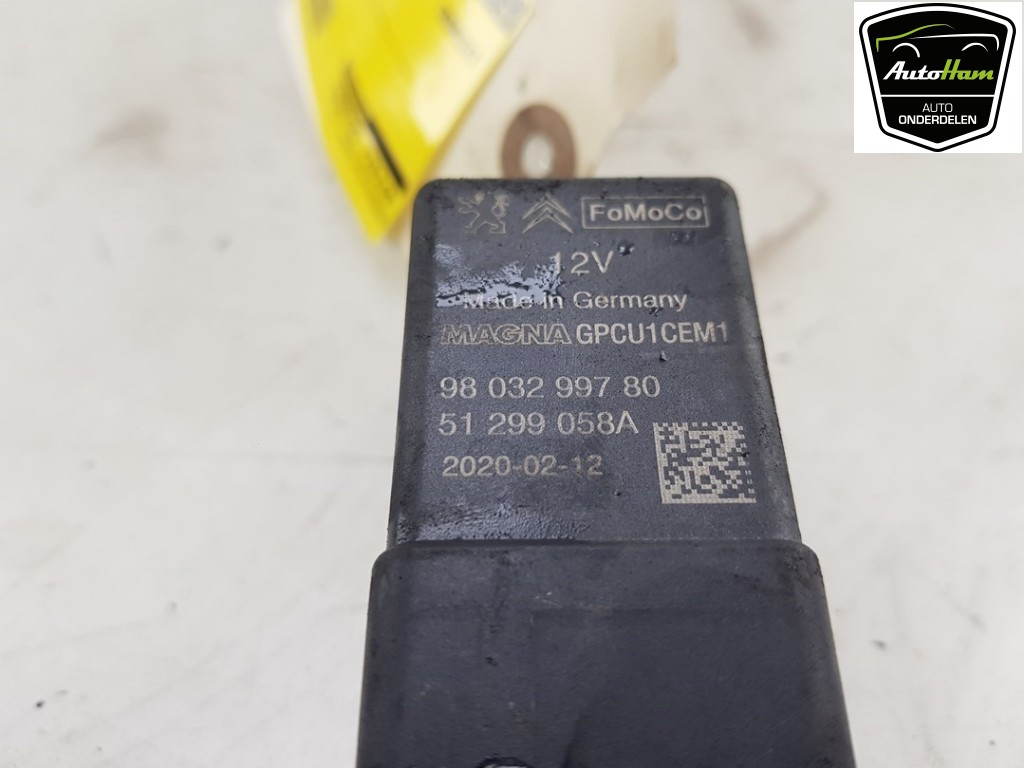 AutoHam
AUTO
ONDERDELEN
FoMoCo
12V
Made in Germany
MAGNA GPCU1CEM1
98 032 997 80
51 299 058A
2020-02-12